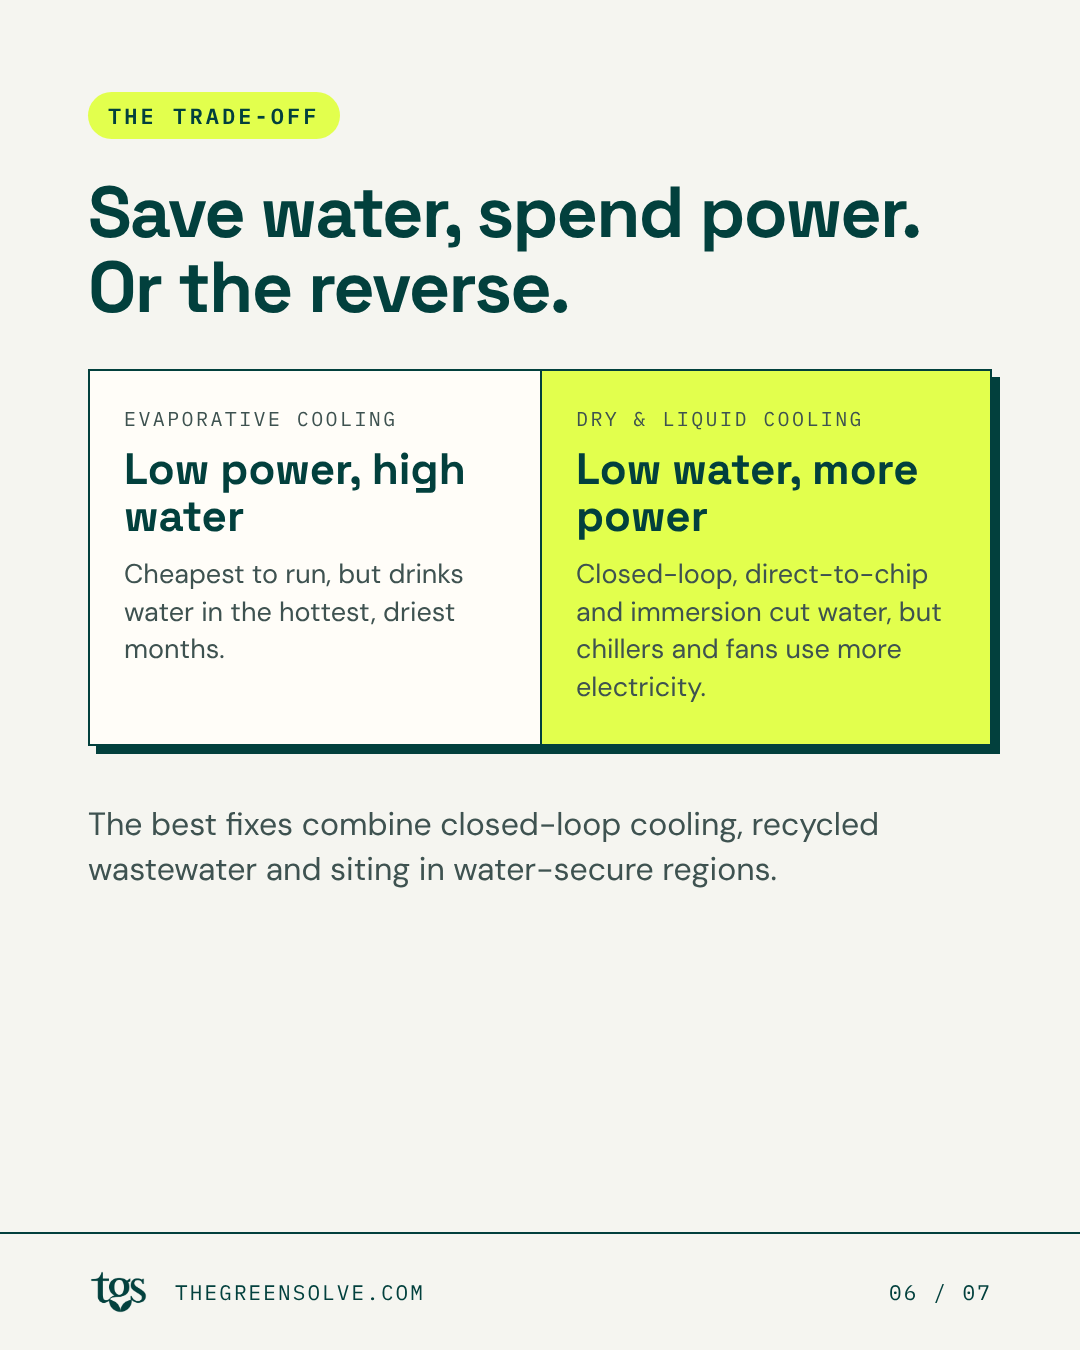 THE TRADE-OFF
Save water, spend power.
Or the reverse.
EVAPORATIVE COOLING
Low power, high
water
Cheapest to run, but drinks
water in the hottest, driest
months.
DRY & LIQUID COOLING
Low water, more
power
Closed-loop, direct-to-chip
and immersion cut water, but
chillers and fans use more
electricity.
The best fixes combine closed-loop cooling, recycled
wastewater and siting in water-secure regions.
tgs THEGREENSOLVE.COM
06 / 07